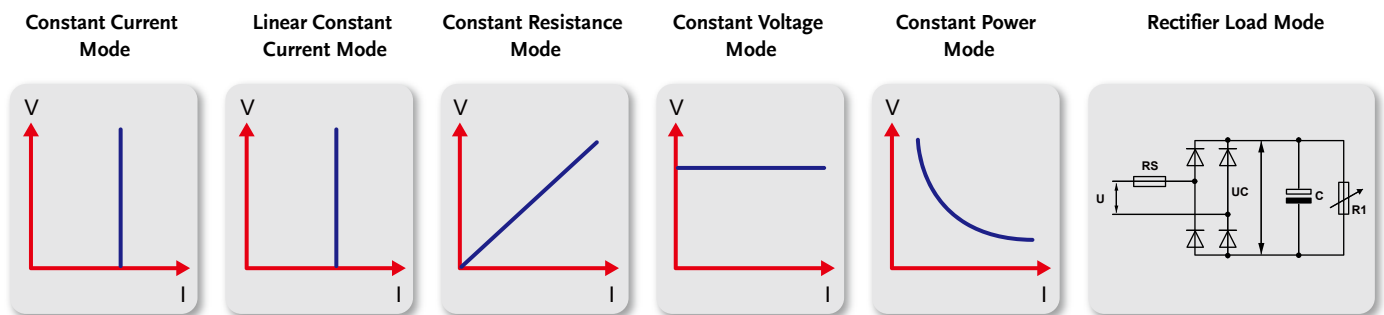 Constant Current
Mode
Linear Constant
Current Mode
Constant Resistance
Mode
Constant Voltage
Mode
Constant Power
Mode
Rectifier Load Mode
V
I
V
I
V
I
V
I
V
I
RS
U
UC
C
R1